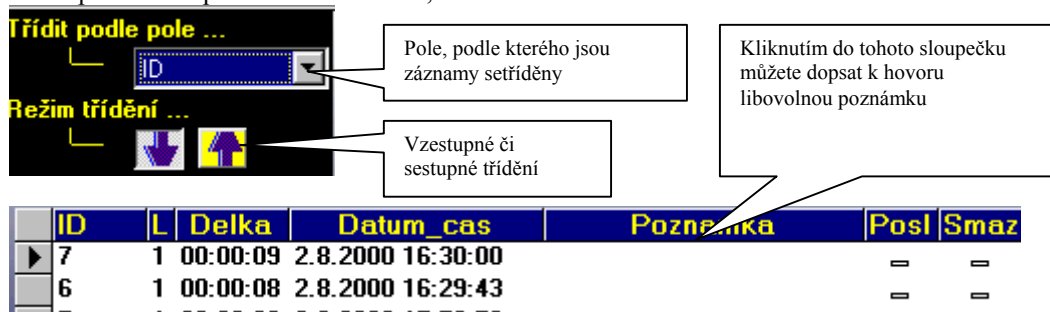 Třídit podle pole ...
ID
Režim třídění ...
Pole, podle kterého jsou
záznamy setříděny
Vzestupné či
sestupné třídění
Kliknutím do tohoto sloupečku
můžete dopsat k hovoru
libovolnou poznámku
ID L Delka Datum_cas Poznamka Posl Smaz
7 1 00:00:09 2.8.2000 16:30:00
6 1 00:00:08 2.8.2000 16:29:43